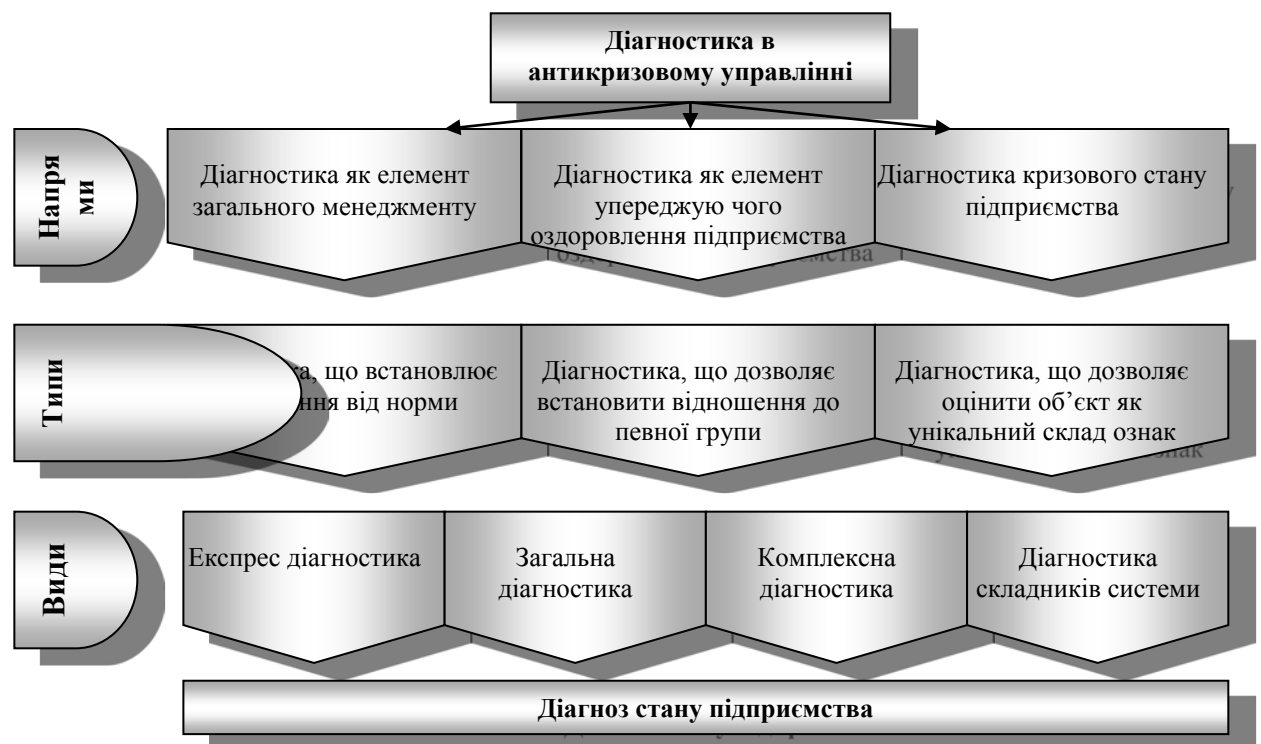 Діагностика в
антикризовому управлінні
Напря
ми
Діагностика як елемент
загального менеджменту
Діагностика як елемент
упереджую чого
оздоровлення підприємства
Діагностика кризового стану
підприємства
Типи
що встановлює
від норми
Діагностика, що дозволяє
встановити відношення до
певної групи
Діагностика, що дозволяє
оцінити об’єкт як
унікальний склад ознак
Види
Експрес діагностика
Загальна
діагностика
Комплексна
діагностика
Діагностика
складників системи
Діагноз стану підприємства